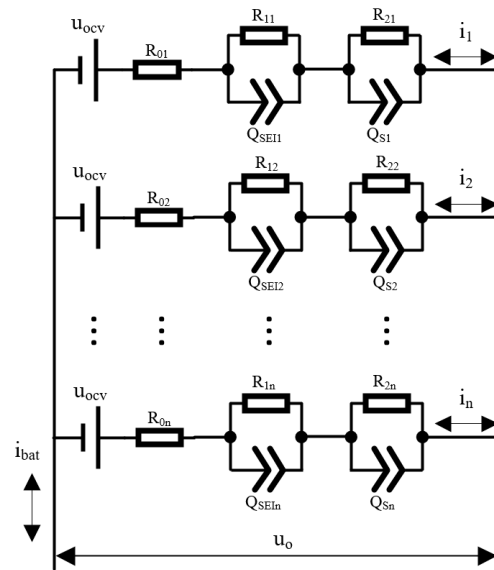 u_ocv R_01 R_11 R_21 i_1
Q_SEI1 Q_S1
u_ocv R_02 R_12 R_22 i_2
Q_SEI2 Q_S2
u_ocv R_0n R_1n R_2n i_n
Q_SEIn Q_Sn
i_bat
u_o